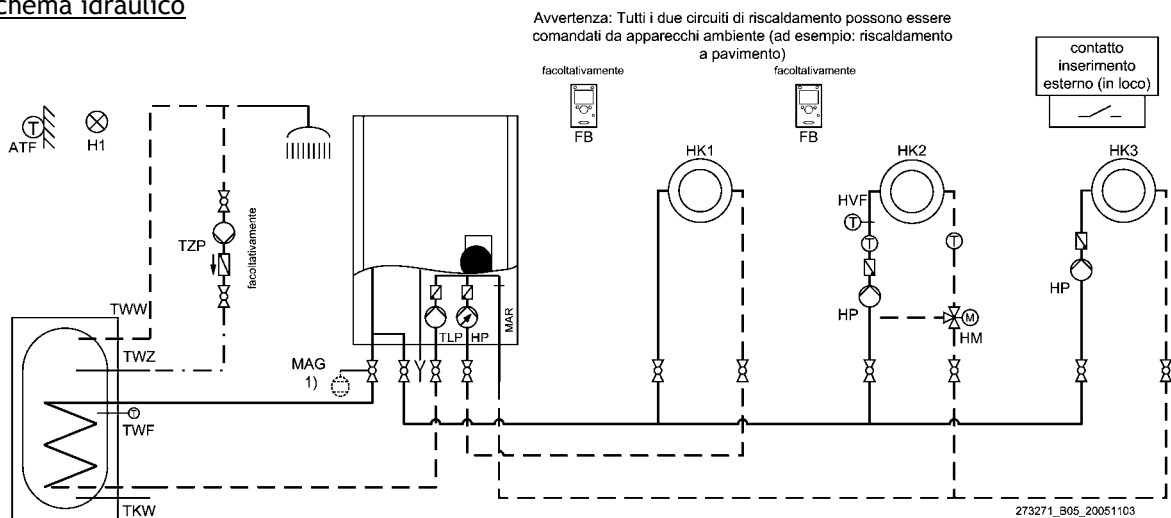 chema idraulico
Avvertenza: Tutti i due circuiti di riscaldamento possono essere
comandati da apparecchi ambiente (ad esempio: riscaldamento
a pavimento)
contatto
inserimento
esterno (in loco)
facoltativamente
facoltativamente
T
ATF
H1
FB
FB
HK1
HK2
HK3
HVF
T
T
T
TZP
facoltativamente
HP
HP
M
HM
TWW
TLP
HP
MAR
TWZ
MAG
1)
T
TWF
TKW
273271_B05_20051103